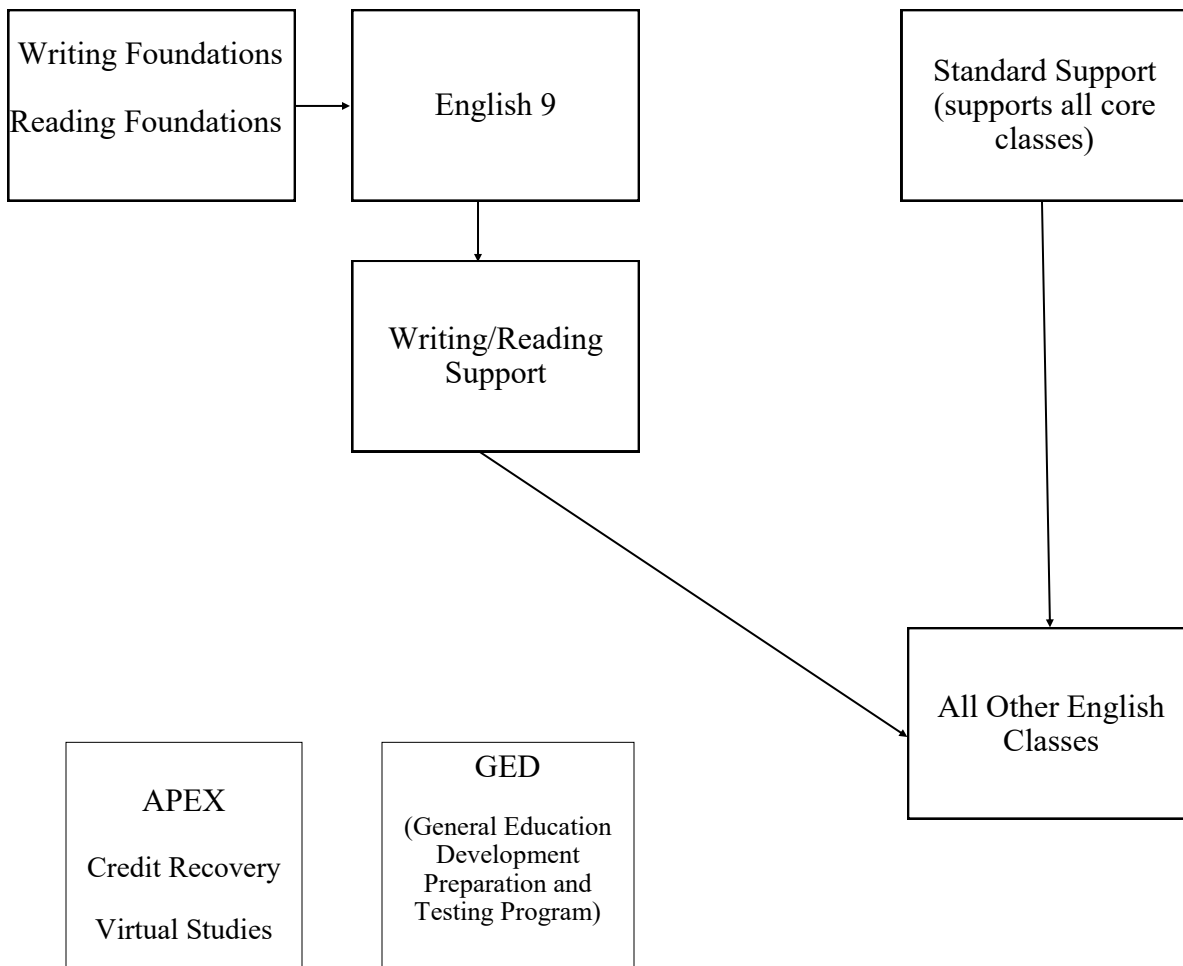 Writing Foundations
Reading Foundations
English 9
Standard Support
(supports all core
classes)
Writing/Reading
Support
All Other English
Classes
APEX
Credit Recovery
Virtual Studies
GED
(General Education
Development
Preparation and
Testing Program)